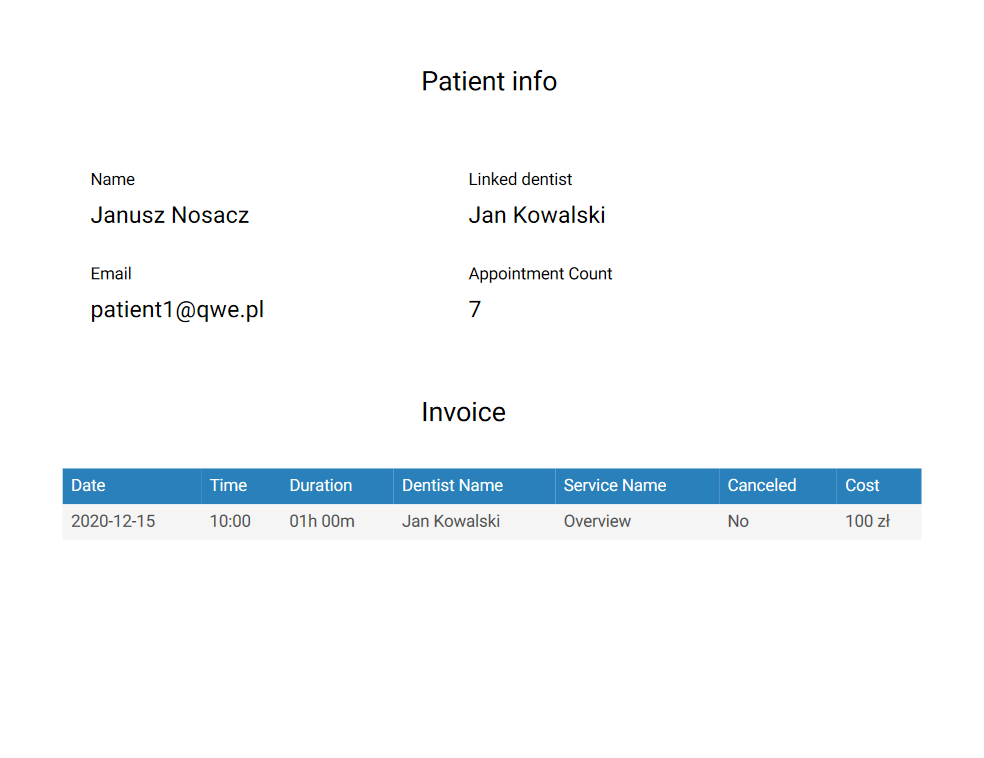 Patient info
Name Linked dentist
Janusz Nosacz Jan Kowalski
Email Appointment Count
patient1@qwe.pl 7
Invoice
Date Time Duration Dentist Name Service Name Canceled Cost
2020-12-15 10:00 01h 00m Jan Kowalski Overview No 100 zł